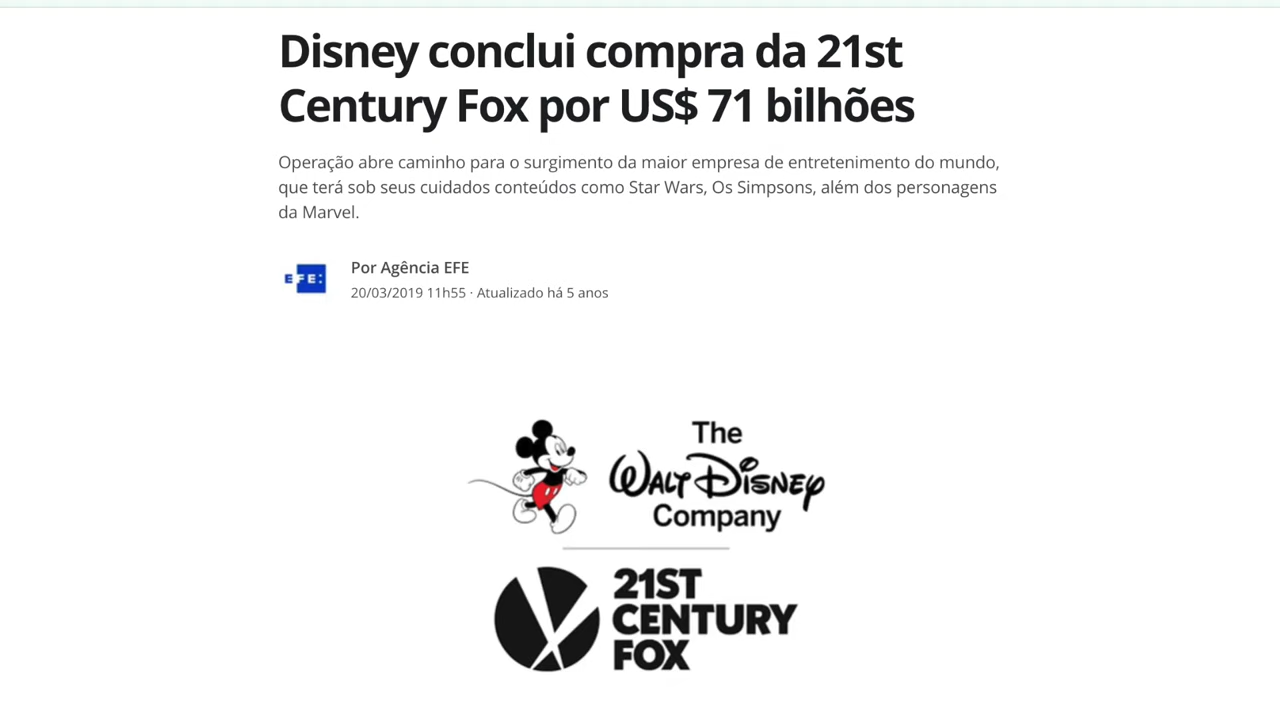 Disney conclui compra da 21st
Century Fox por US$ 71 bilhões
Operação abre caminho para o surgimento da maior empresa de entretenimento do mundo,
que terá sob seus cuidados conteúdos como Star Wars, Os Simpsons, além dos personagens
da Marvel.
EFE:
Por Agência EFE
20/03/2019 11h55 · Atualizado há 5 anos
The
WALT DISNEY
Company
21ST
CENTURY
FOX